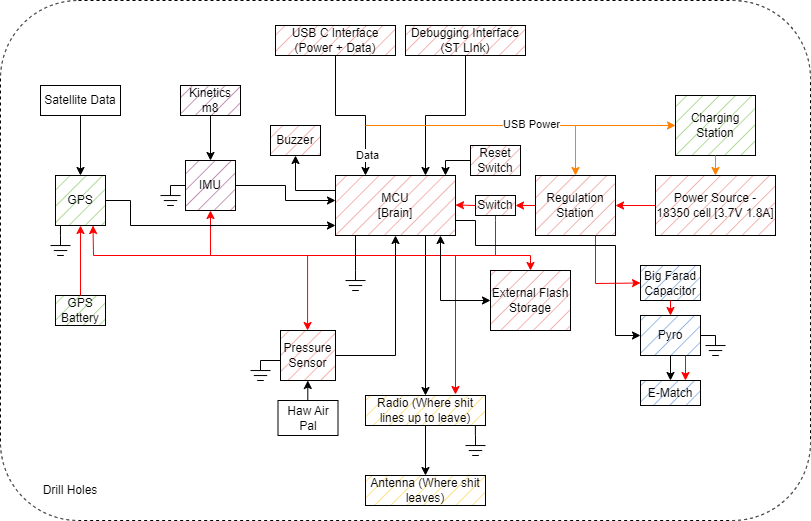 USB C Interface
(Power + Data)
Debugging Interface
(ST LInk)
Satellite Data
Kinetics
m8
Charging
Station
USB Power
Buzzer
Data
Reset
Switch
GPS
IMU
MCU
[Brain]
Switch
Regulation
Station
Power Source -
18350 cell [3.7V 1.8A]
GPS
Battery
External Flash
Storage
Big Farad
Capacitor
Pyro
Pressure
Sensor
E-Match
Haw Air
Pal
Radio (Where shit
lines up to leave)
Antenna (Where shit
leaves)
Drill Holes